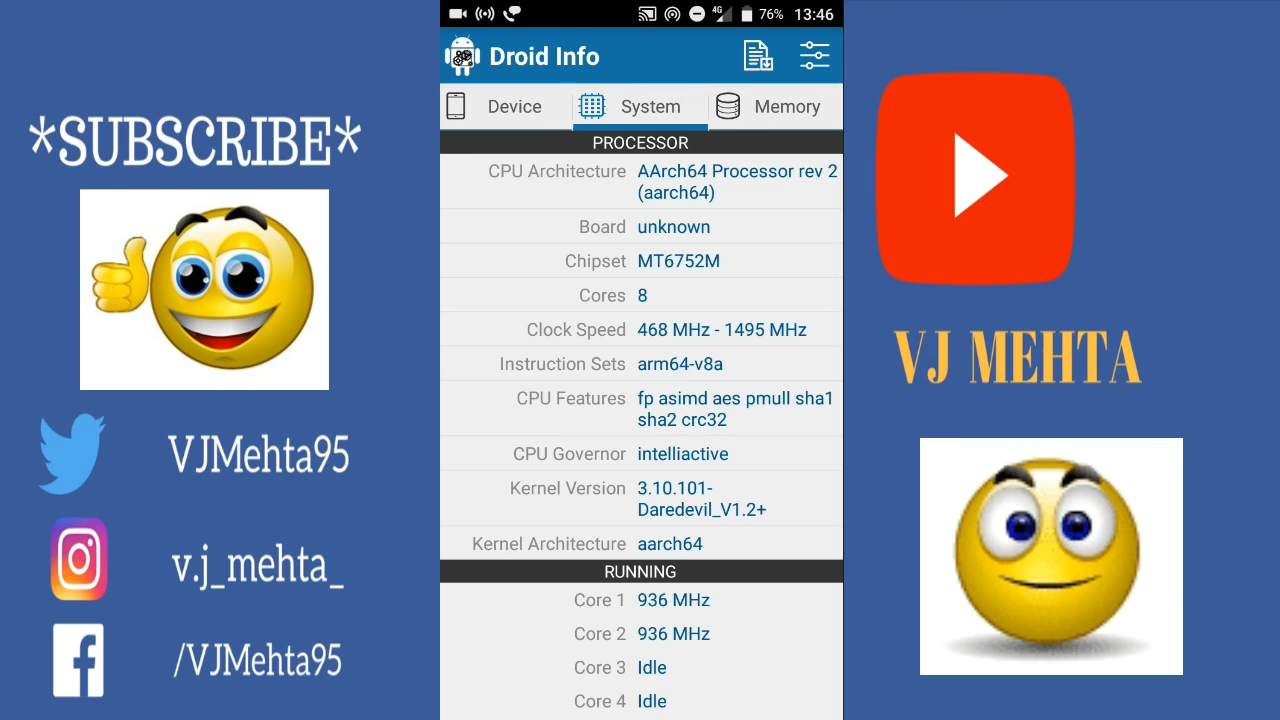 *SUBSCRIBE*
VJMehta95
v.j_mehta_
/VJMehta95
4G 76% 13:46
Droid Info
Device System Memory
PROCESSOR
CPU Architecture AArch64 Processor rev 2
(aarch64)
Board unknown
Chipset MT6752M
Cores 8
Clock Speed 468 MHz - 1495 MHz
Instruction Sets arm64-v8a
CPU Features fp asimd aes pmull sha1
sha2 crc32
CPU Governor intelliactive
Kernel Version 3.10.101-
Daredevil_V1.2+
Kernel Architecture aarch64
RUNNING
Core 1 936 MHz
Core 2 936 MHz
Core 3 Idle
Core 4 Idle
VJ MEHTA